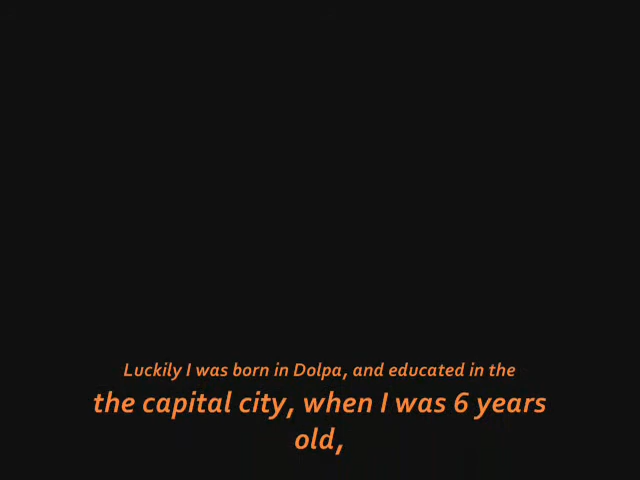 Luckily I was born in Dolpa, and educated in the
the capital city, when I was 6 years
old,